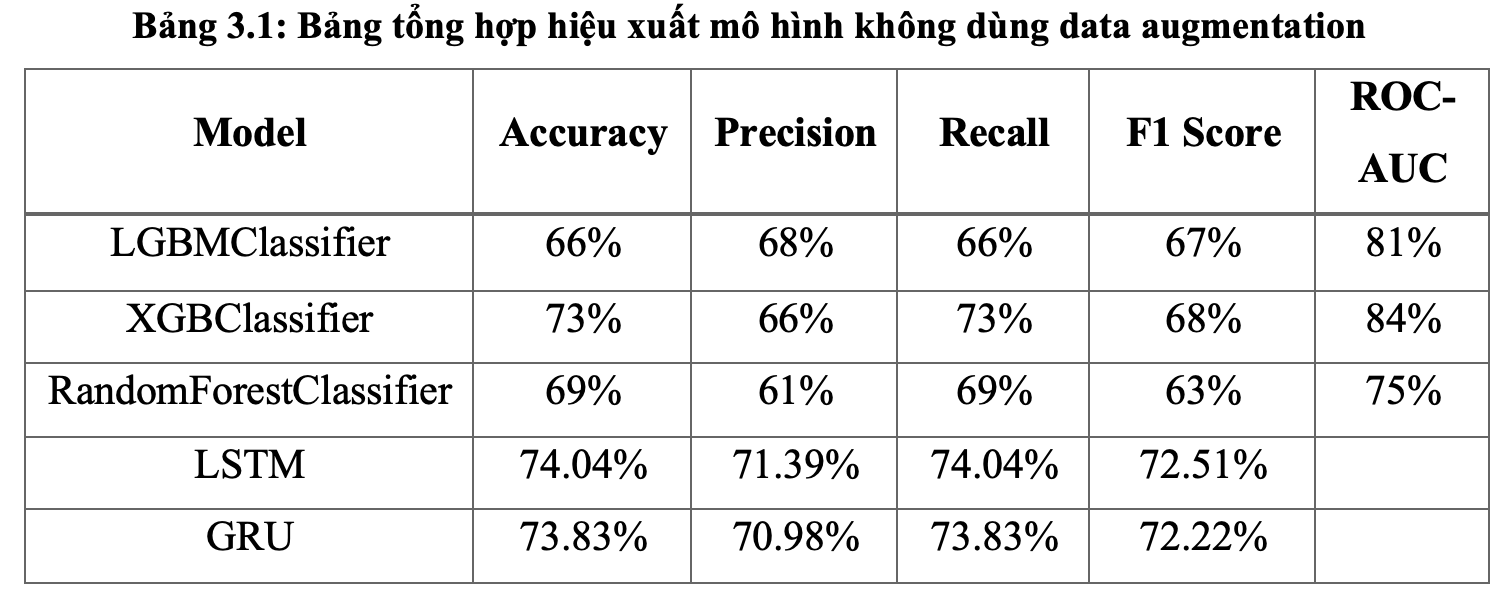 Bảng 3.1: Bảng tổng hợp hiệu xuất mô hình không dùng data augmentation
Model Accuracy Precision Recall F1 Score ROC-AUC
LGBMClassifier 66% 68% 66% 67% 81%
XGBClassifier 73% 66% 73% 68% 84%
RandomForestClassifier 69% 61% 69% 63% 75%
LSTM 74.04% 71.39% 74.04% 72.51%
GRU 73.83% 70.98% 73.83% 72.22%